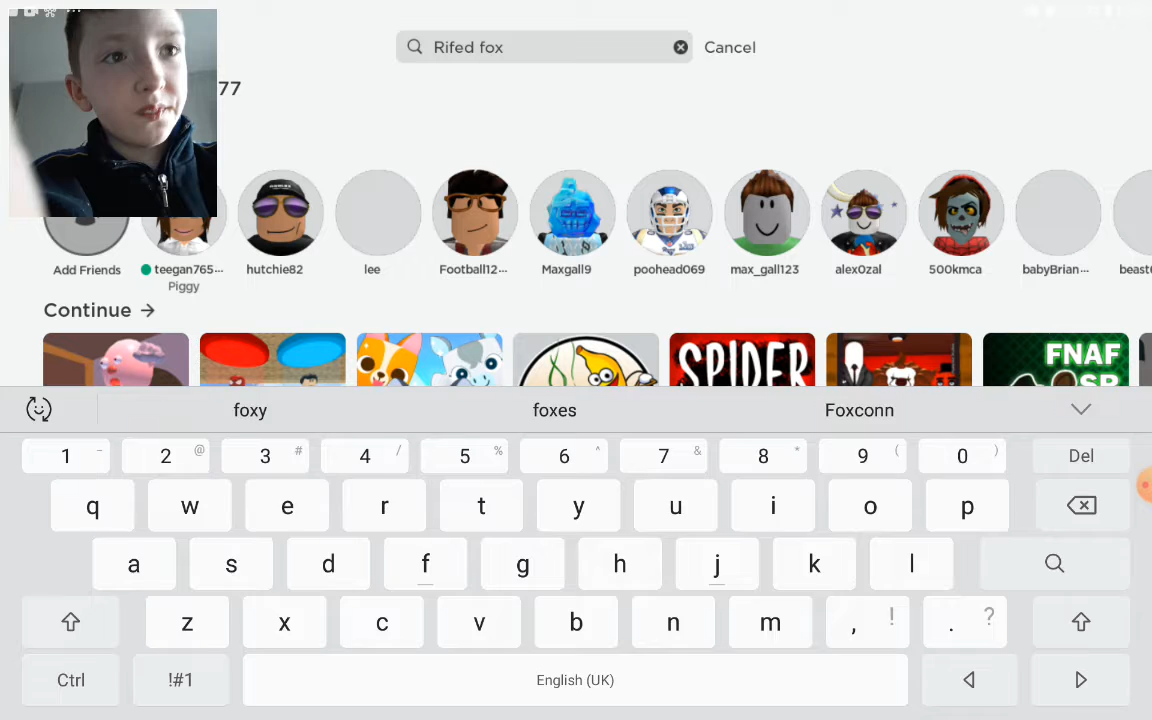 Rifed fox
Cancel
77
Add Friends
teegan765...
hutchie82
lee
Football12...
Maxgall9
poohead069
max_gall123
alex0zal
500kmca
babyBrian...
Piggy
Continue →
SPIDER
FNAF
foxy
foxes
Foxconn
1 - 2 @ 3 # 4 / 5 % 6 ^ 7 & 8 * 9 ( 0 ) Del
q w e r t y u i o p
a s d f g h j k l
z x c v b n m , ! . ?
Ctrl !#1 English (UK)